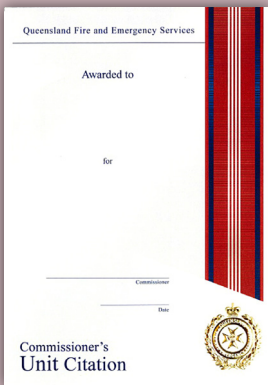 Queensland Fire and Emergency Services
Awarded to
for
Commissioner
Date
Commissioner's
Unit Citation